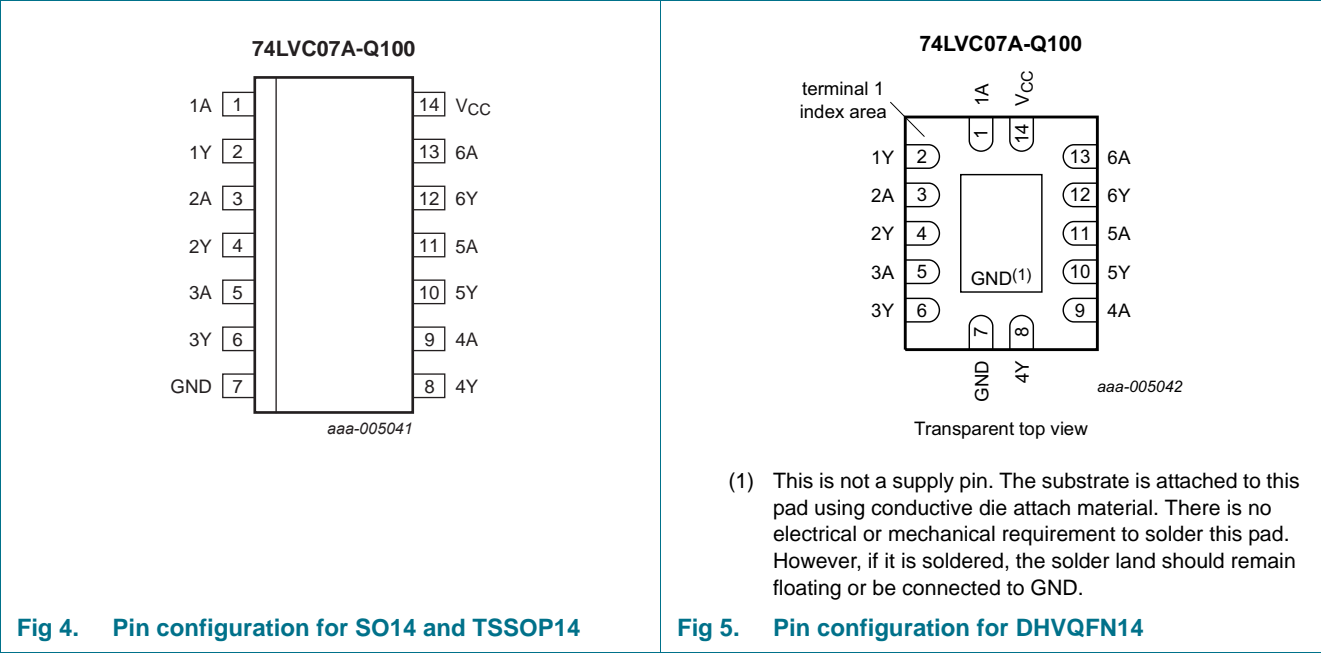 74LVC07A-Q100
1A 1
14 VCC
1Y 2
13 6A
2A 3
12 6Y
2Y 4
11 5A
3A 5
10 5Y
3Y 6
9 4A
GND 7
8 4Y
aaa-005041
Fig 4. Pin configuration for SO14 and TSSOP14
74LVC07A-Q100
terminal 1
index area
1A
VCC
1
14
1Y 2
13 6A
2A 3
12 6Y
2Y 4
11 5A
3A 5
10 5Y
GND(1)
3Y 6
9 4A
7
8
GND
4Y
aaa-005042
Transparent top view
(1) This is not a supply pin. The substrate is attached to this
pad using conductive die attach material. There is no
electrical or mechanical requirement to solder this pad.
However, if it is soldered, the solder land should remain
floating or be connected to GND.
Fig 5. Pin configuration for DHVQFN14